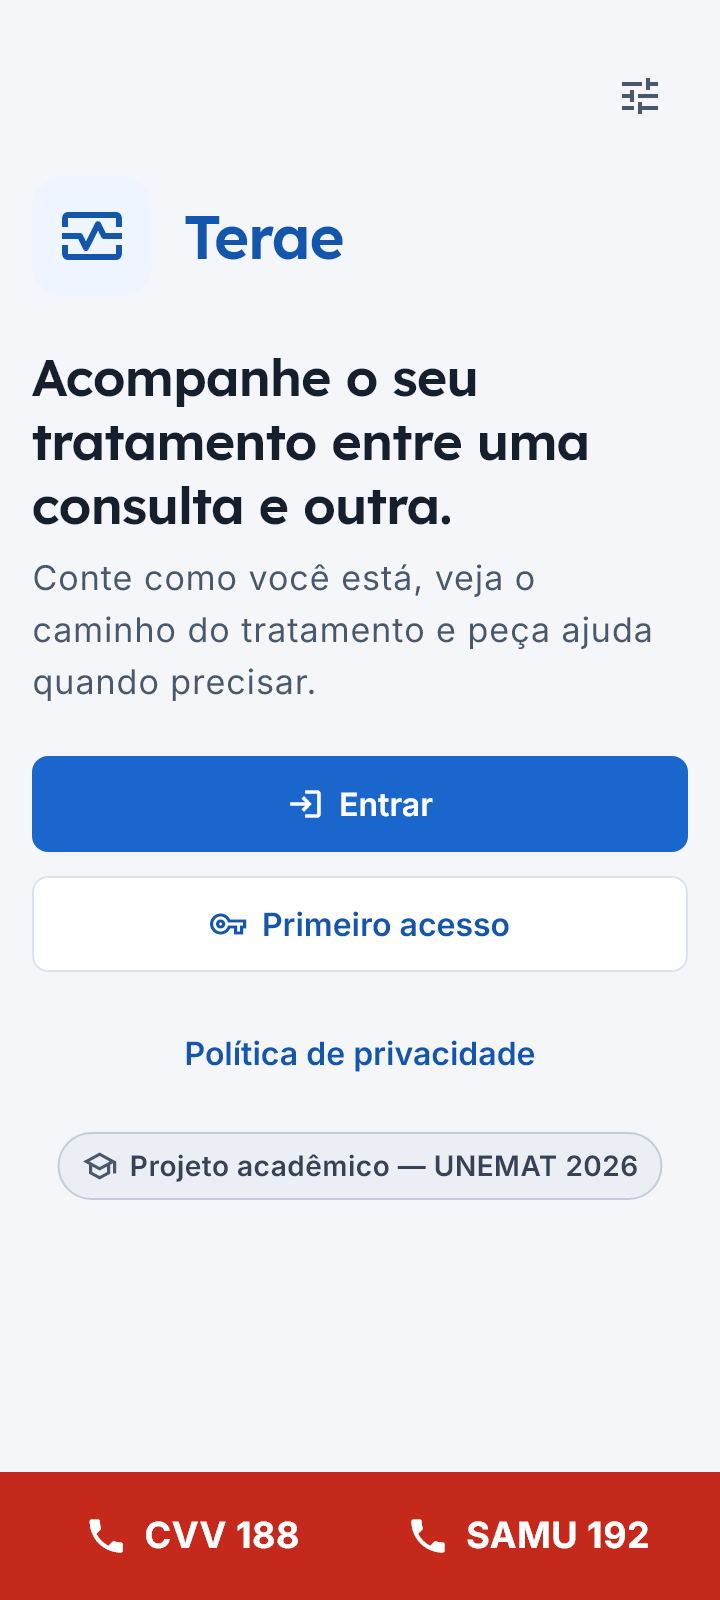 Terae
Acompanhe o seu
tratamento entre uma
consulta e outra.
Conte como você está, veja o
caminho do tratamento e peça ajuda
quando precisar.
Entrar
Primeiro acesso
Política de privacidade
Projeto acadêmico — UNEMAT 2026
CVV 188
SAMU 192